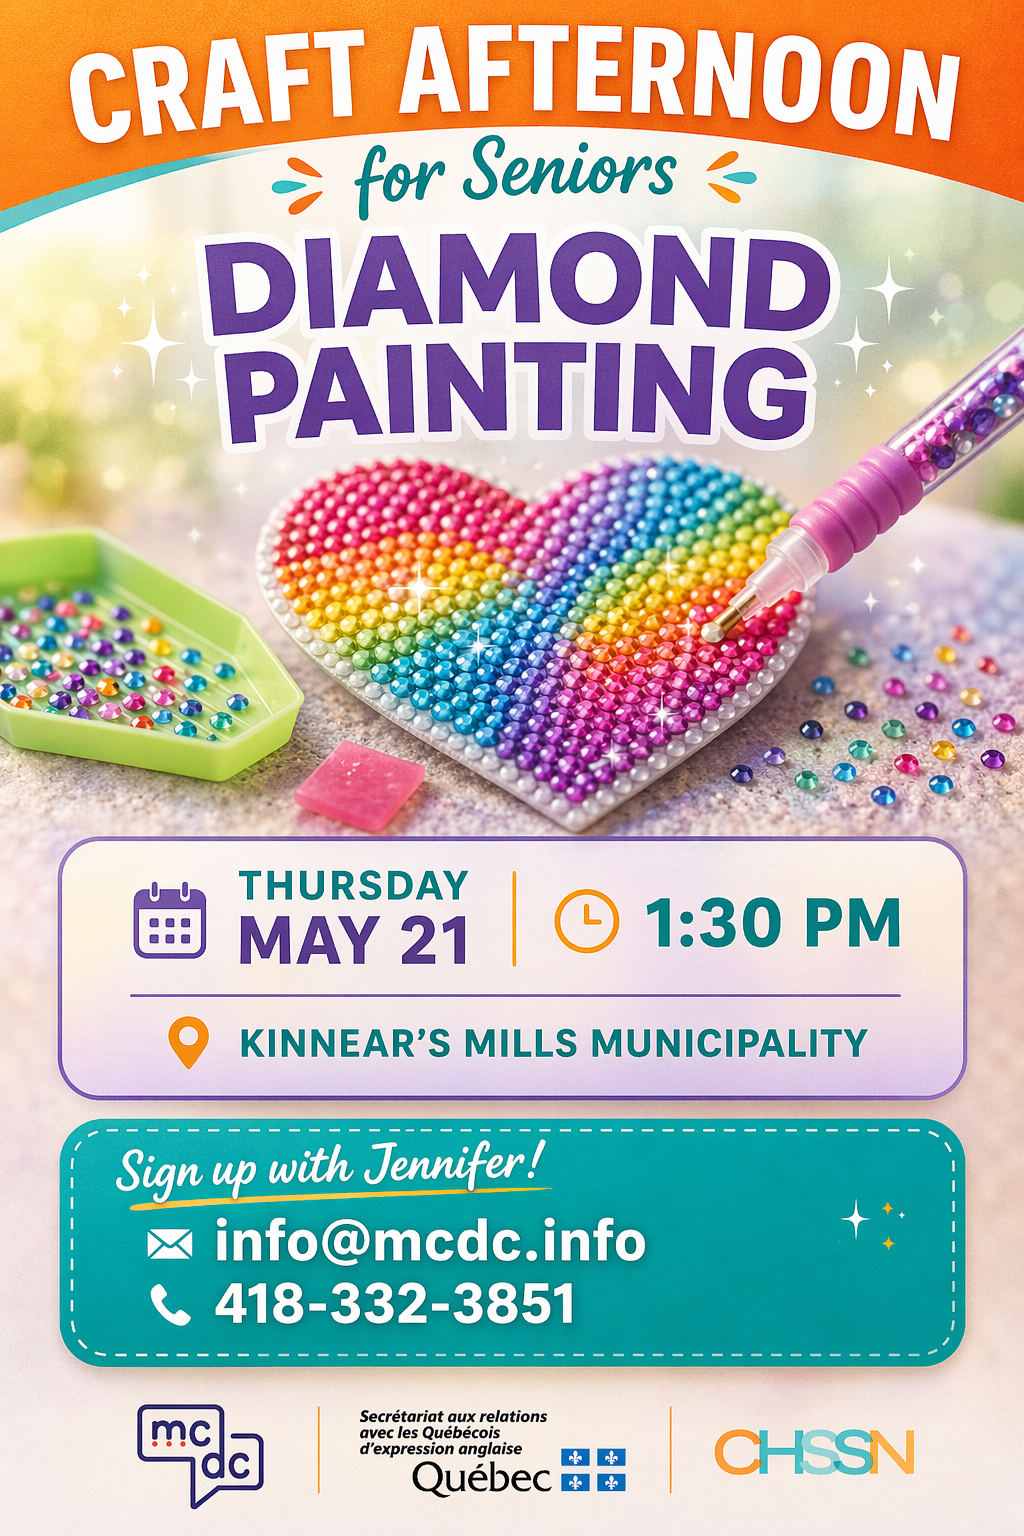 CRAFT AFTERNOON
for Seniors
DIAMOND
PAINTING
THURSDAY
MAY 21
1:30 PM
KINNEAR'S MILLS MUNICIPALITY
Sign up with Jennifer!
info@mcdc.info
418-332-3851
mc
dc
Secrétariat aux relations
avec les Québécois
d'expression anglaise
Québec
CHSSN